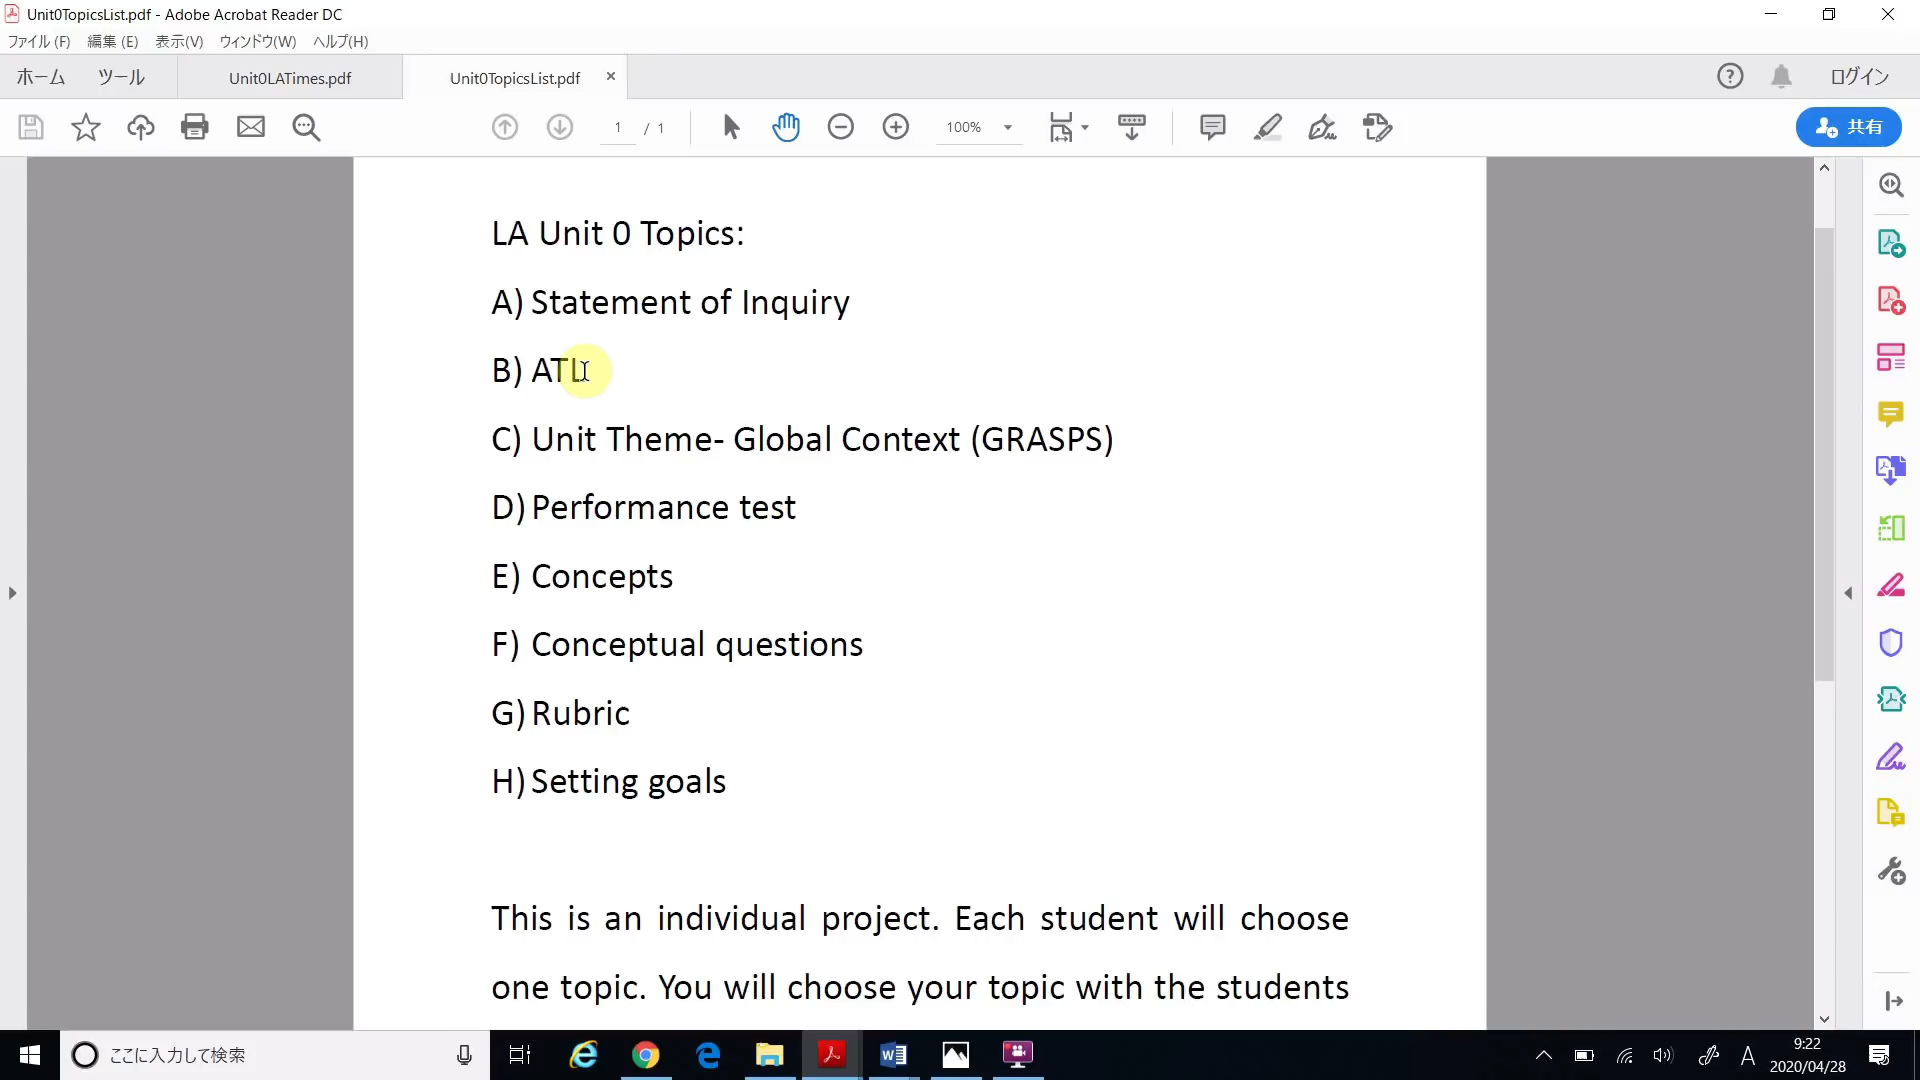 Unit0TopicsList.pdf - Adobe Acrobat Reader DC
ファイル(F) 編集(E) 表示(V) ウィンドウ(W) ヘルプ(H)
ホーム ツール Unit0LATimes.pdf Unit0TopicsList.pdf × ログイン
1 / 1 100% 共有
LA Unit 0 Topics:
A) Statement of Inquiry
B) ATL
C) Unit Theme- Global Context (GRASPS)
D) Performance test
E) Concepts
F) Conceptual questions
G) Rubric
H) Setting goals
This is an individual project. Each student will choose
one topic. You will choose your topic with the students
ここに入力して検索 A 9:22
2020/04/28